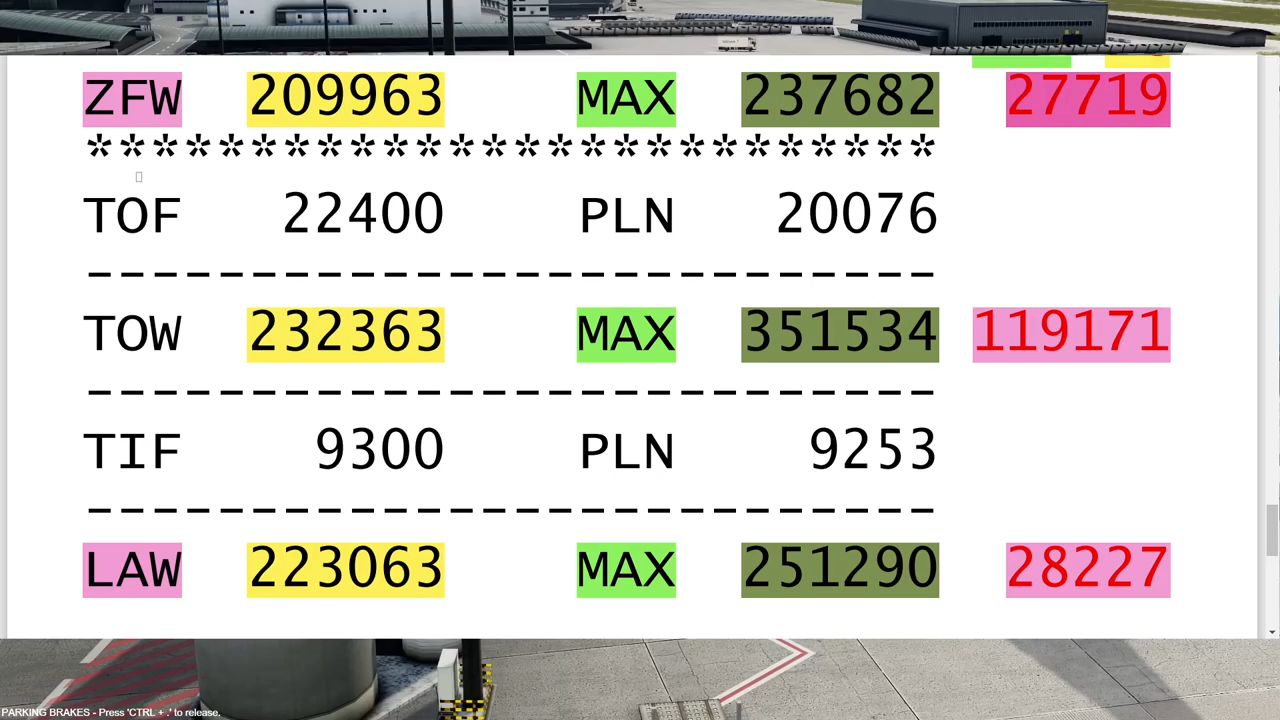 ZFW 209963 MAX 237682 27719
**************************
TOF 22400 PLN 20076
--------------------------
TOW 232363 MAX 351534 119171
--------------------------
TIF 9300 PLN 9253
--------------------------
LAW 223063 MAX 251290 28227
PARKING BRAKES - Press 'CTRL + .' to release.